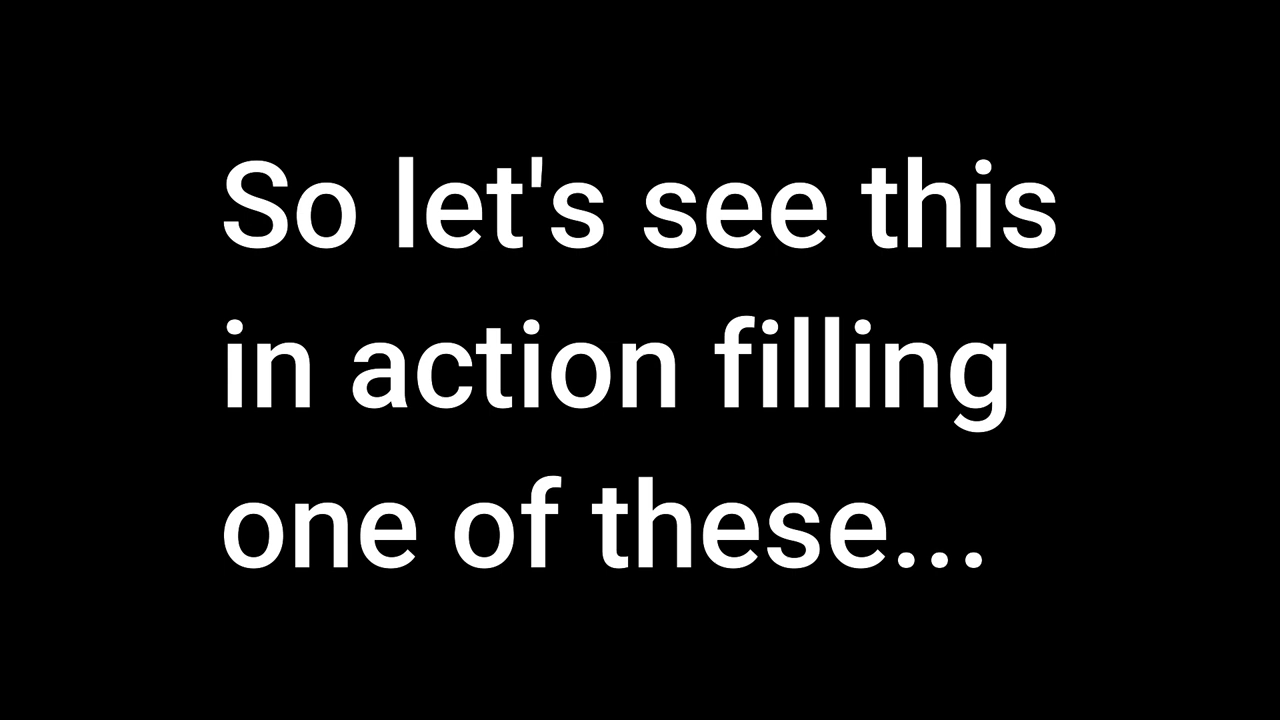 So let's see this
in action filling
one of these...